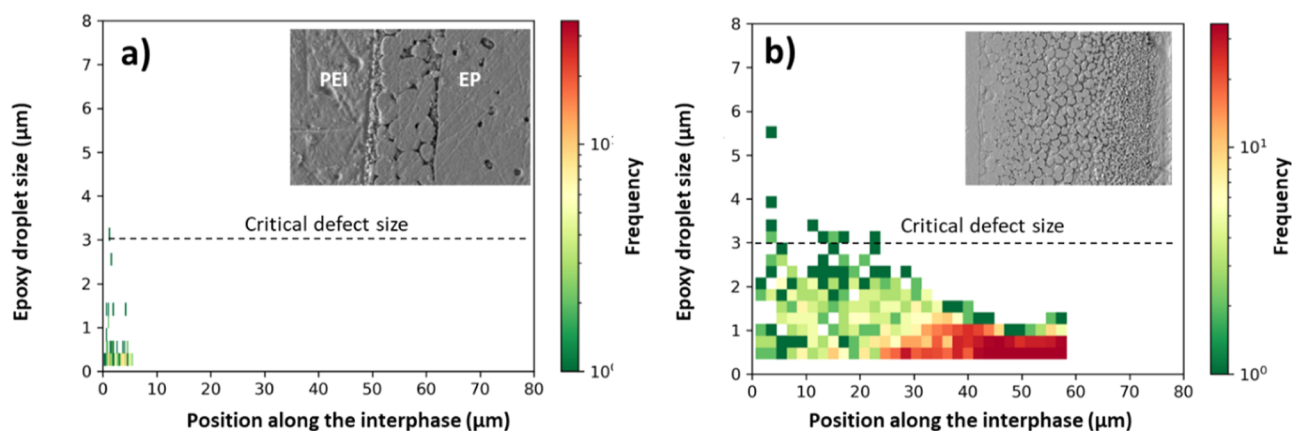 a)
8
7
6
5
4
3
2
1
0
Epoxy droplet size (µm)
PEI
EP
Critical defect size
0 10 20 30 40 50 60 70 80
Position along the interphase (µm)
10⁰
Frequency
b)
8
7
6
5
4
3
2
1
0
Epoxy droplet size (µm)
Critical defect size
0 10 20 30 40 50 60 70 80
Position along the interphase (µm)
10¹
10⁰
Frequency